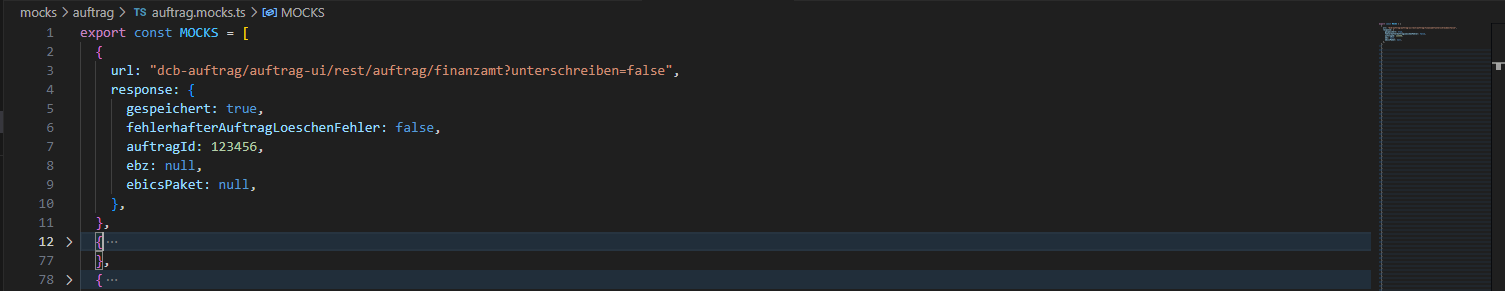 mocks > auftrag > TS auftrag.mocks.ts > MOCKS
1 export const MOCKS = [
2 {
3 url: "dcb-auftrag/auftrag-ui/rest/auftrag/finanzamt?unterschreiben=false",
4 response: {
5 gespeichert: true,
6 fehlerhafterAuftragLoeschenFehler: false,
7 auftragId: 123456,
8 ebz: null,
9 ebicsPaket: null,
10 },
11 },
12 > { ⋯
77 },
78 > { ⋯